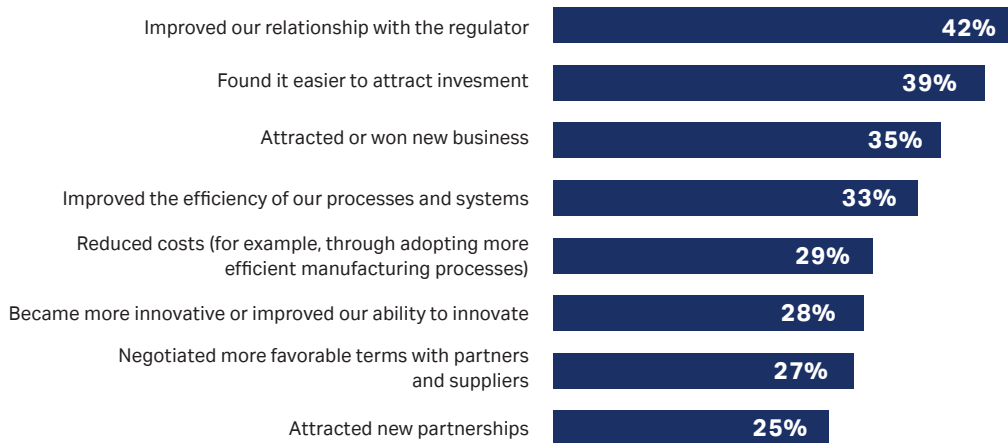 Improved our relationship with the regulator
42%
Found it easier to attract invesment
39%
Attracted or won new business
35%
Improved the efficiency of our processes and systems
33%
Reduced costs (for example, through adopting more
efficient manufacturing processes)
29%
Became more innovative or improved our ability to innovate
28%
Negotiated more favorable terms with partners
and suppliers
27%
Attracted new partnerships
25%